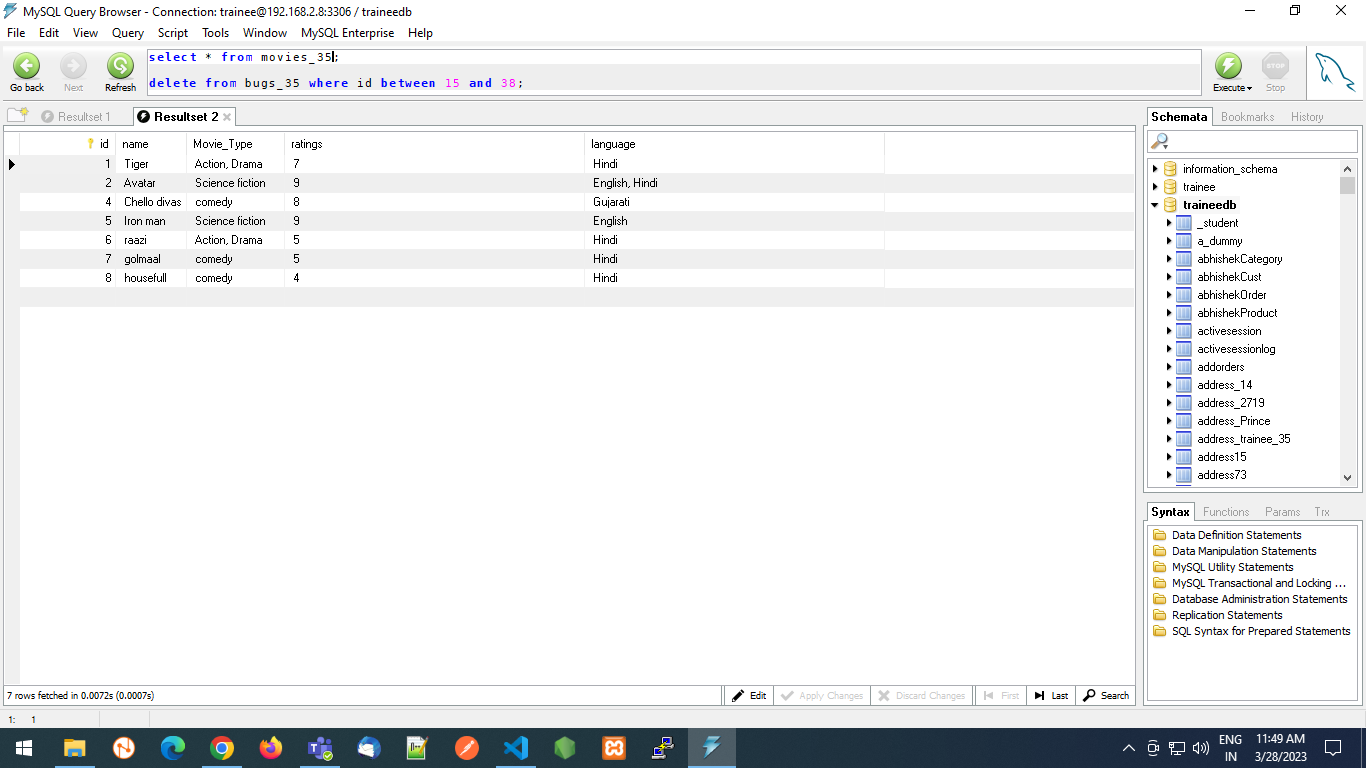 MySQL Query Browser - Connection: trainee@192.168.2.8:3306 / traineedb
File Edit View Query Script Tools Window MySQL Enterprise Help
select * from movies_35;
delete from bugs_35 where id between 15 and 38;
Go back Next Refresh
Execute Stop
STOP
Resultset 1 Resultset 2
id name Movie_Type ratings language
1 Tiger Action, Drama 7 Hindi
2 Avatar Science fiction 9 English, Hindi
4 Chello divas comedy 8 Gujarati
5 Iron man Science fiction 9 English
6 raazi Action, Drama 5 Hindi
7 golmaal comedy 5 Hindi
8 housefull comedy 4 Hindi
Schemata Bookmarks History
information_schema
trainee
traineedb
_student
a_dummy
abhishekCategory
abhishekCust
abhishekOrder
abhishekProduct
activesession
activesessionlog
addorders
address_14
address_2719
address_Prince
address_trainee_35
address15
address73
Syntax Functions Params Trx
Data Definition Statements
Data Manipulation Statements
MySQL Utility Statements
MySQL Transactional and Locking ...
Database Administration Statements
Replication Statements
SQL Syntax for Prepared Statements
7 rows fetched in 0.0072s (0.0007s)
Edit Apply Changes Discard Changes First Last Search
1: 1
ENG
IN
11:49 AM
3/28/2023